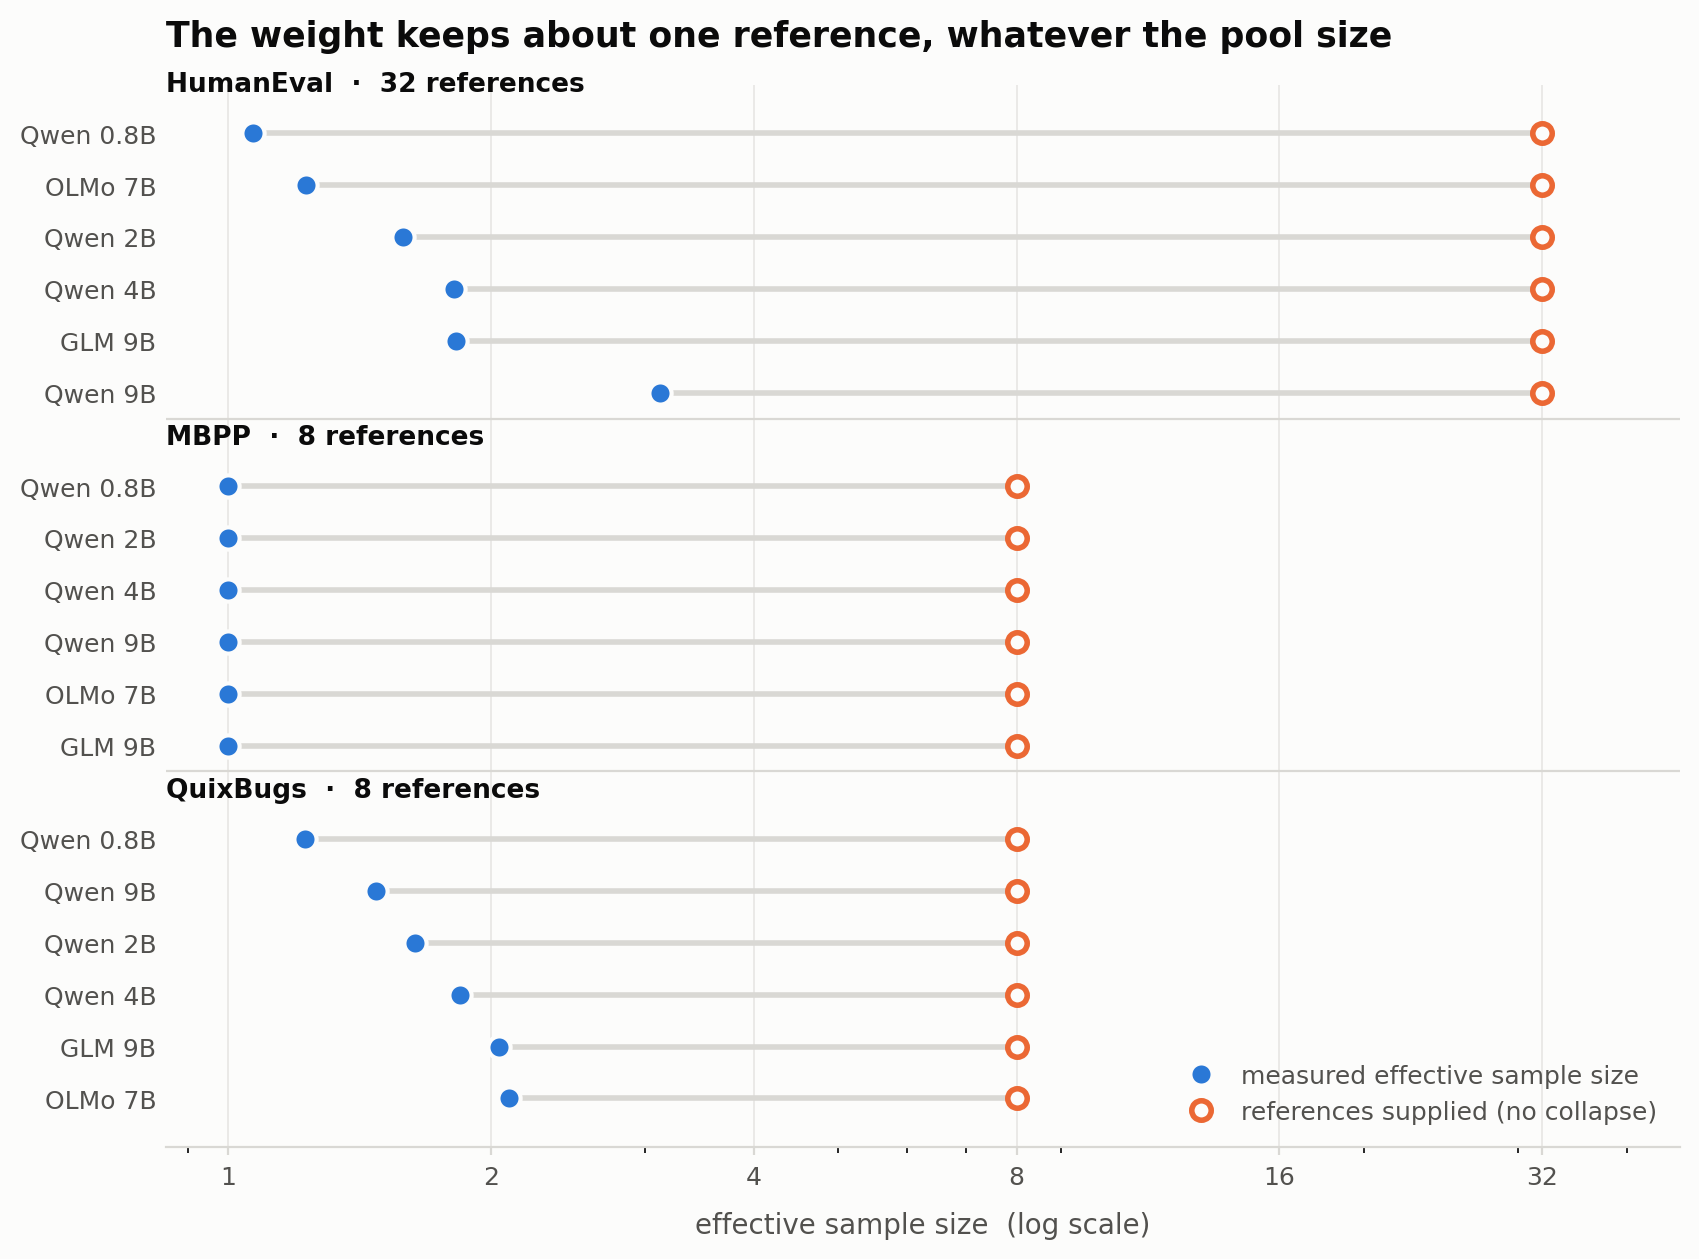 The weight keeps about one reference, whatever the pool size
HumanEval · 32 references
Qwen 0.8B
OLMo 7B
Qwen 2B
Qwen 4B
GLM 9B
Qwen 9B
MBPP · 8 references
Qwen 0.8B
Qwen 2B
Qwen 4B
Qwen 9B
OLMo 7B
GLM 9B
QuixBugs · 8 references
Qwen 0.8B
Qwen 9B
Qwen 2B
Qwen 4B
GLM 9B
OLMo 7B
measured effective sample size
references supplied (no collapse)
1 2 4 8 16 32
effective sample size (log scale)